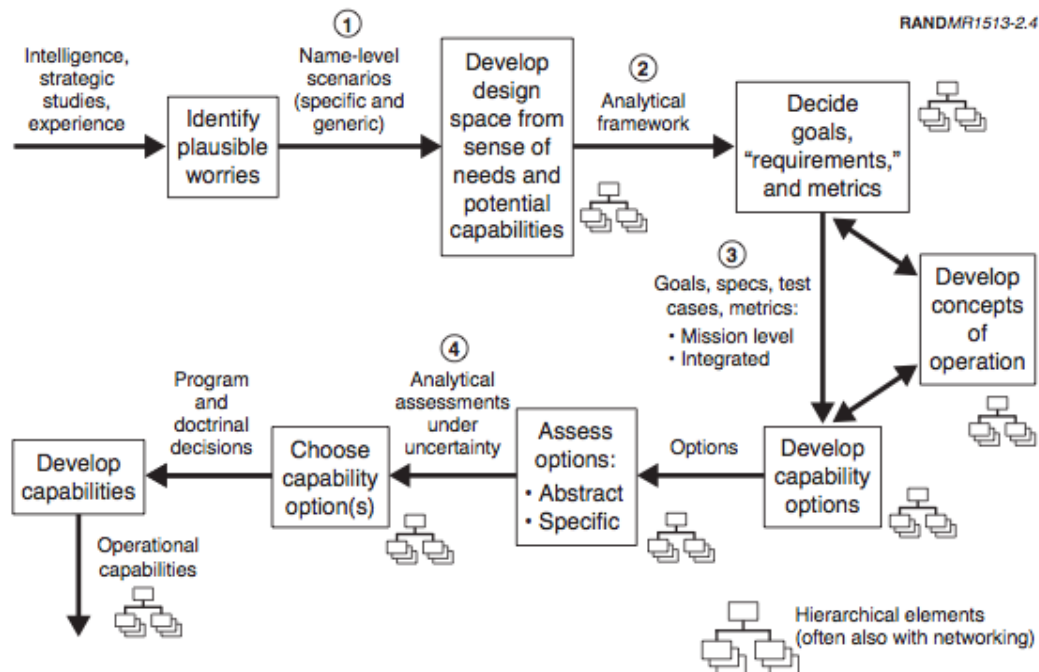 RANDMR1513-2.4
Intelligence,
strategic
studies,
experience
Identify
plausible
worries
1
Name-level
scenarios
(specific and
generic)
Develop
design
space from
sense of
needs and
potential
capabilities
2
Analytical
framework
Decide
goals,
“requirements,”
and metrics
3
Goals, specs, test
cases, metrics:
• Mission level
• Integrated
Develop
concepts
of
operation
Develop
capability
options
Options
Assess
options:
• Abstract
• Specific
4
Analytical
assessments
under
uncertainty
Choose
capability
option(s)
Program
and
doctrinal
decisions
Develop
capabilities
Operational
capabilities
Hierarchical elements
(often also with networking)